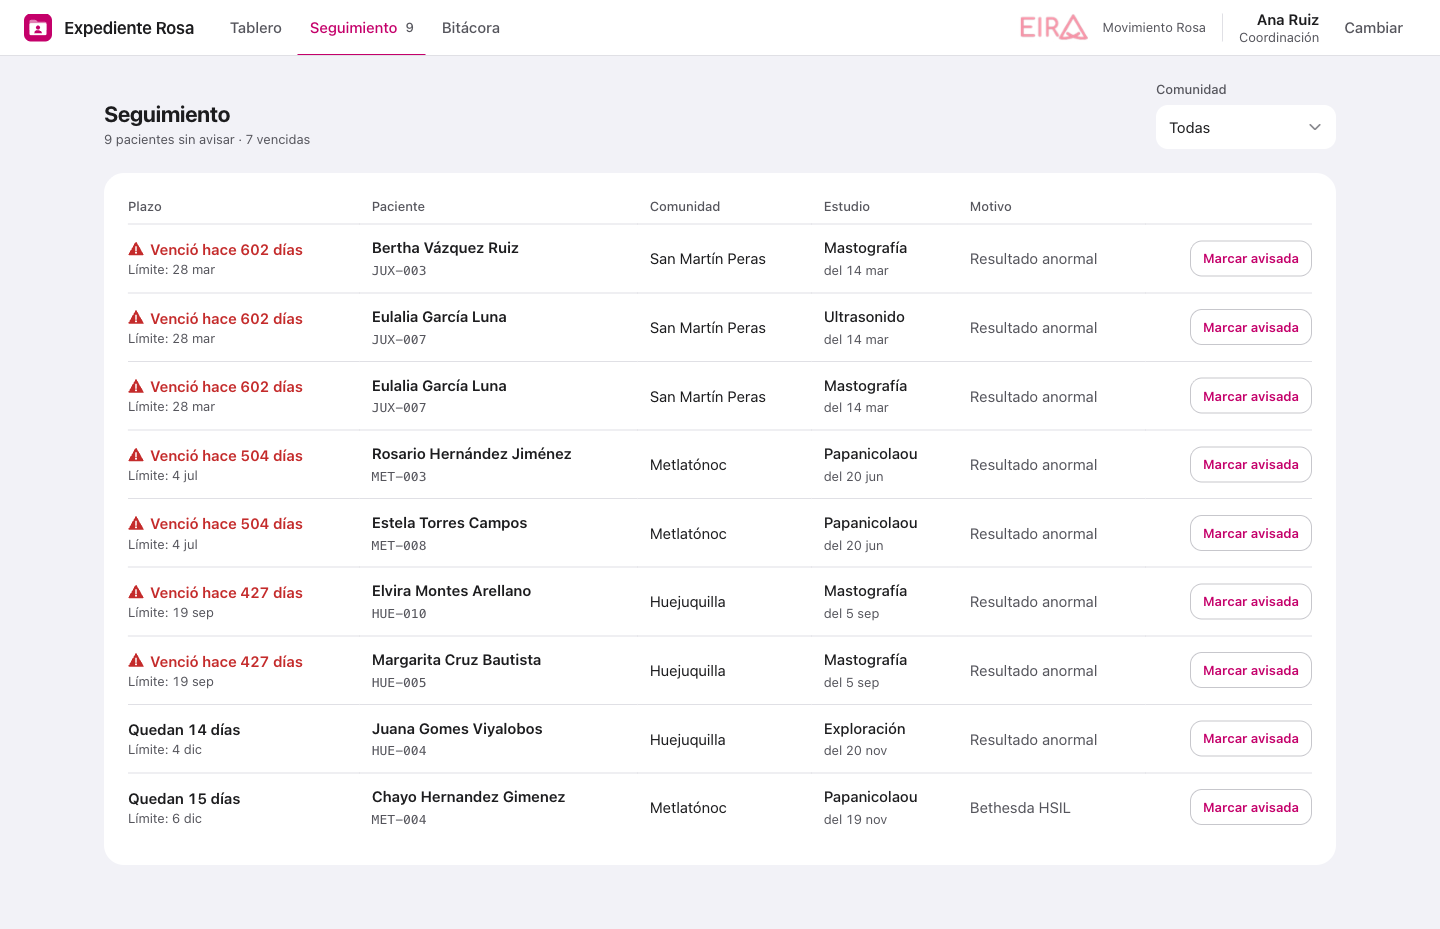 Expediente Rosa
Tablero
Seguimiento 9
Bitácora
EIRA
Movimiento Rosa
Ana Ruiz
Coordinación
Cambiar
Seguimiento
9 pacientes sin avisar · 7 vencidas
Comunidad
Todas
Plazo Paciente Comunidad Estudio Motivo
Venció hace 602 días
Límite: 28 mar
Bertha Vázquez Ruiz
JUX-003
San Martín Peras
Mastografía
del 14 mar
Resultado anormal
Marcar avisada
Venció hace 602 días
Límite: 28 mar
Eulalia García Luna
JUX-007
San Martín Peras
Ultrasonido
del 14 mar
Resultado anormal
Marcar avisada
Venció hace 602 días
Límite: 28 mar
Eulalia García Luna
JUX-007
San Martín Peras
Mastografía
del 14 mar
Resultado anormal
Marcar avisada
Venció hace 504 días
Límite: 4 jul
Rosario Hernández Jiménez
MET-003
Metlatónoc
Papanicolaou
del 20 jun
Resultado anormal
Marcar avisada
Venció hace 504 días
Límite: 4 jul
Estela Torres Campos
MET-008
Metlatónoc
Papanicolaou
del 20 jun
Resultado anormal
Marcar avisada
Venció hace 427 días
Límite: 19 sep
Elvira Montes Arellano
HUE-010
Huejuquilla
Mastografía
del 5 sep
Resultado anormal
Marcar avisada
Venció hace 427 días
Límite: 19 sep
Margarita Cruz Bautista
HUE-005
Huejuquilla
Mastografía
del 5 sep
Resultado anormal
Marcar avisada
Quedan 14 días
Límite: 4 dic
Juana Gomes Viyalobos
HUE-004
Huejuquilla
Exploración
del 20 nov
Resultado anormal
Marcar avisada
Quedan 15 días
Límite: 6 dic
Chayo Hernandez Gimenez
MET-004
Metlatónoc
Papanicolaou
del 19 nov
Bethesda HSIL
Marcar avisada